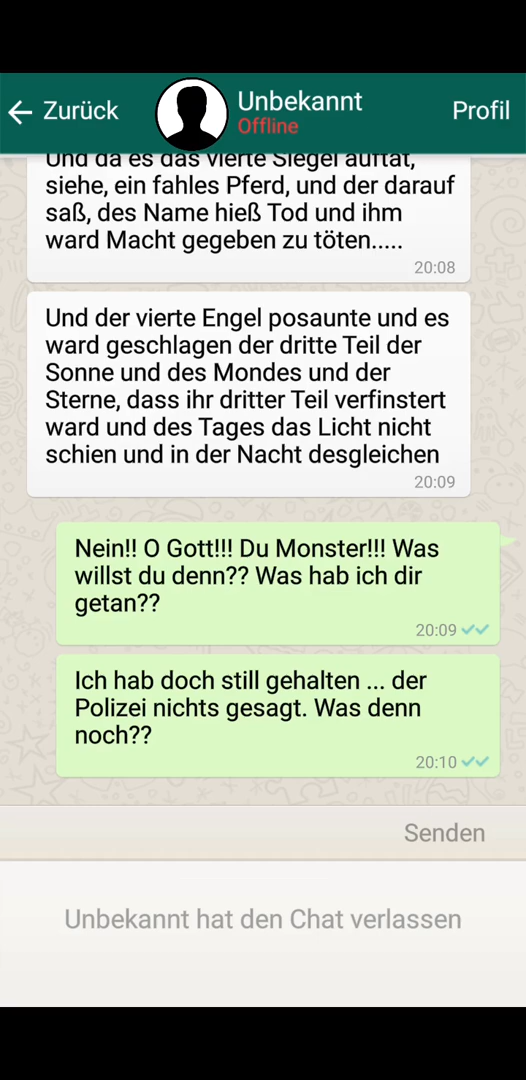 Zurück
Unbekannt
Offline
Profil
Und da es das vierte Siegel auftat,
siehe, ein fahles Pferd, und der darauf
saß, des Name hieß Tod und ihm
ward Macht gegeben zu töten.....
20:08
Und der vierte Engel posaunte und es
ward geschlagen der dritte Teil der
Sonne und des Mondes und der
Sterne, dass ihr dritter Teil verfinstert
ward und des Tages das Licht nicht
schien und in der Nacht desgleichen
20:09
Nein!! O Gott!!! Du Monster!!! Was
willst du denn?? Was hab ich dir
getan??
20:09
Ich hab doch still gehalten ... der
Polizei nichts gesagt. Was denn
noch??
20:10
Senden
Unbekannt hat den Chat verlassen